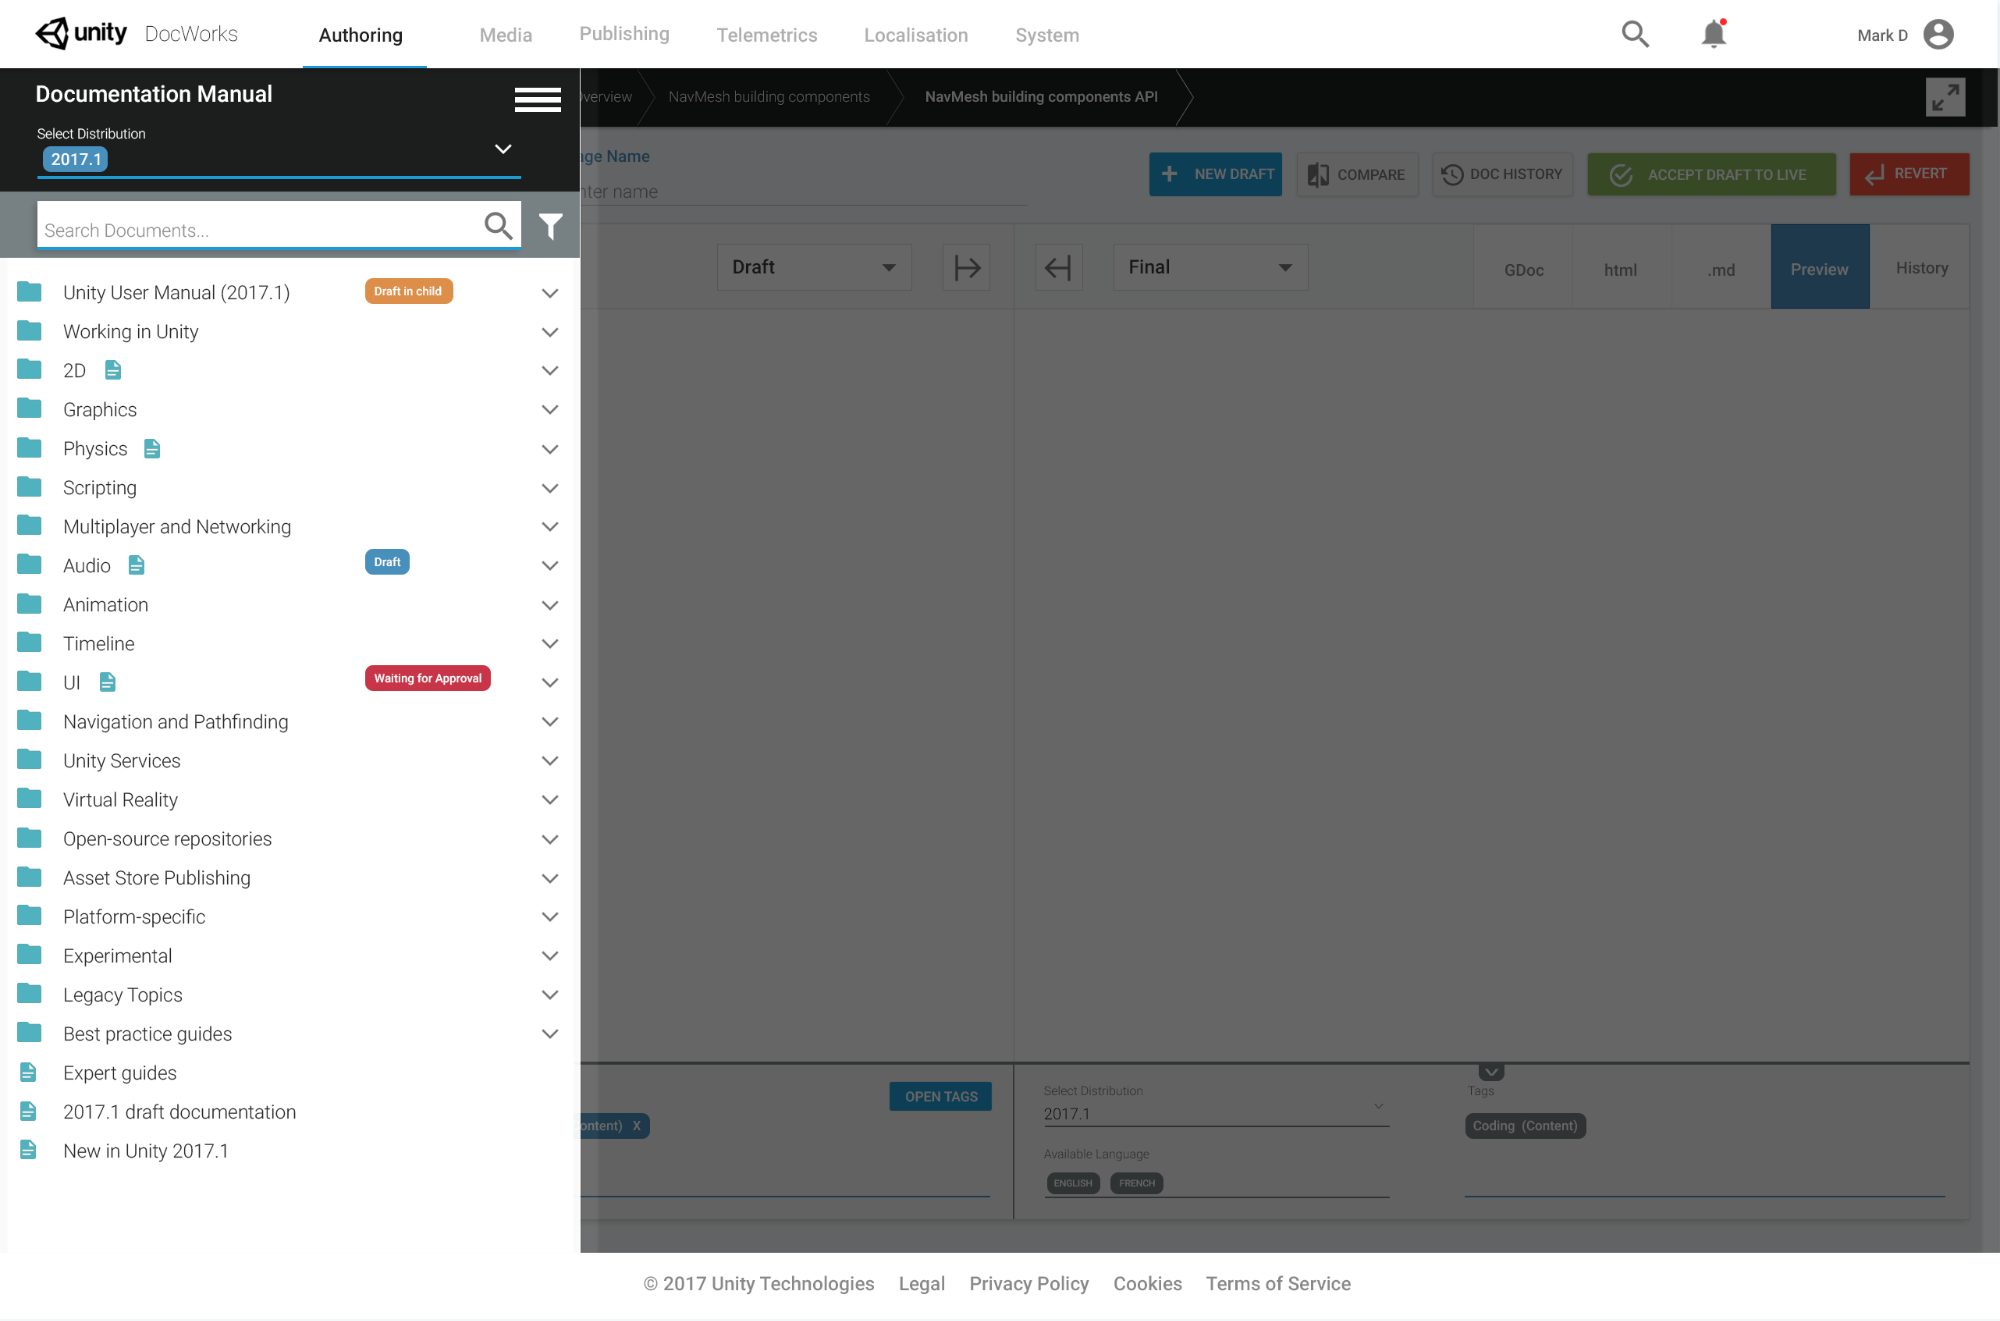 unity DocWorks Authoring Media Publishing Telemetrics Localisation System Mark D
Documentation Manual
Select Distribution
2017.1
Search Documents...
Unity User Manual (2017.1) Draft in child
Working in Unity
2D
Graphics
Physics
Scripting
Multiplayer and Networking
Audio Draft
Animation
Timeline
UI Waiting for Approval
Navigation and Pathfinding
Unity Services
Virtual Reality
Open-source repositories
Asset Store Publishing
Platform-specific
Experimental
Legacy Topics
Best practice guides
Expert guides
2017.1 draft documentation
New in Unity 2017.1
verview NavMesh building components NavMesh building components API
ge Name
nter name
NEW DRAFT COMPARE DOC HISTORY ACCEPT DRAFT TO LIVE REVERT
Draft Final GDoc html .md Preview History
OPEN TAGS
ontent) X
Select Distribution
2017.1
Available Language
ENGLISH FRENCH
Tags
Coding (Content)
© 2017 Unity Technologies Legal Privacy Policy Cookies Terms of Service